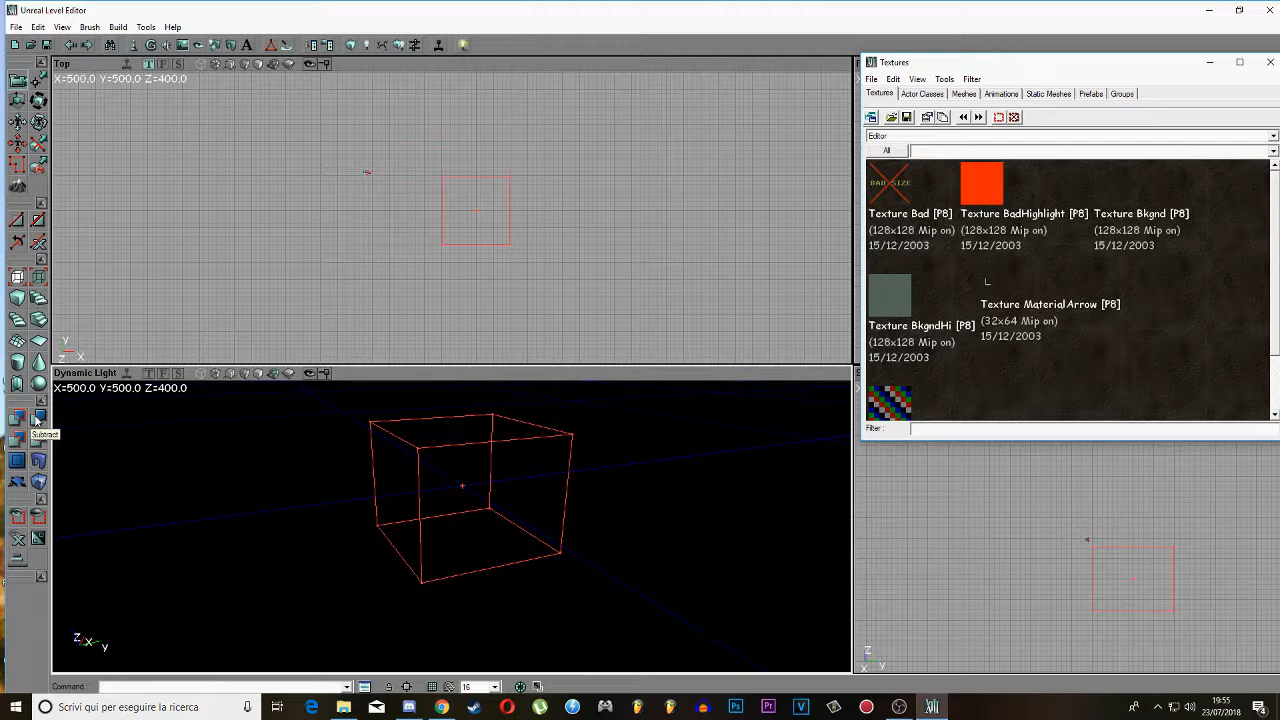 Unreal Level Editor
File Edit View Brush Build Tools Help
Top T F S
X=500.0 Y=500.0 Z=400.0
Y
Z X
Dynamic Light T F S
X=500.0 Y=500.0 Z=400.0
Subtract
Z X Y
Textures
File Edit View Tools Filter
Textures Actor Classes Meshes Animations Static Meshes Prefabs Groups
Editor
All
BAD SIZE
Texture Bad [P8] Texture BadHighlight [P8] Texture Bkgnd [P8]
(128x128 Mip on) (128x128 Mip on) (128x128 Mip on)
15/12/2003 15/12/2003 15/12/2003
Texture MaterialArrow [P8]
Texture BkgndHi [P8] (32x64 Mip on)
(128x128 Mip on) 15/12/2003
15/12/2003
Filter :
Z
X Y
Command : 16
Scrivi qui per eseguire la ricerca
19:55
23/07/2018